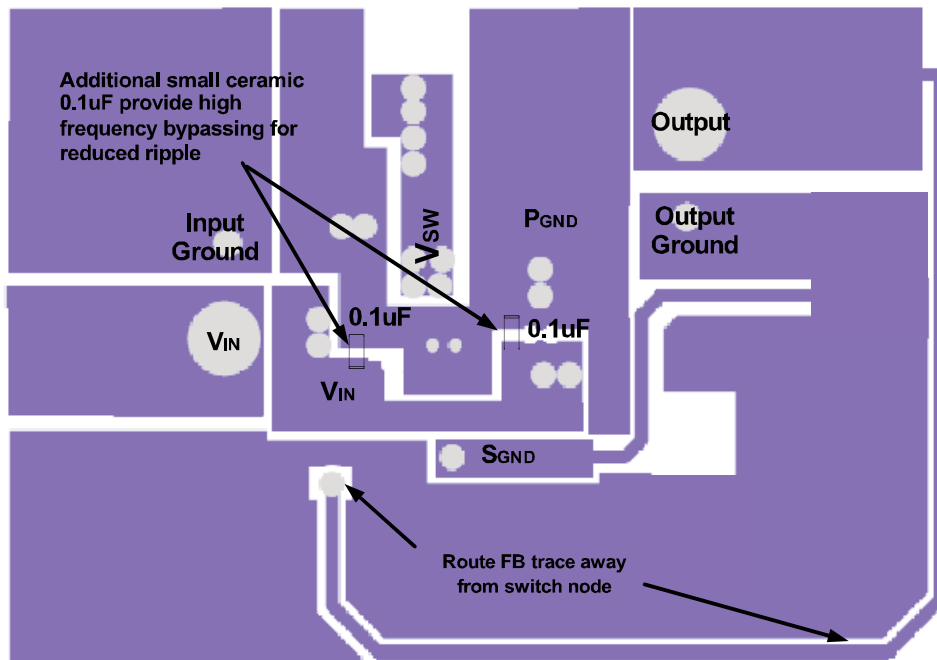 Additional small ceramic
0.1uF provide high
frequency bypassing for
reduced ripple
Output
Input
Ground
VSW
PGND
Output
Ground
0.1uF
0.1uF
VIN
VIN
SGND
Route FB trace away
from switch node